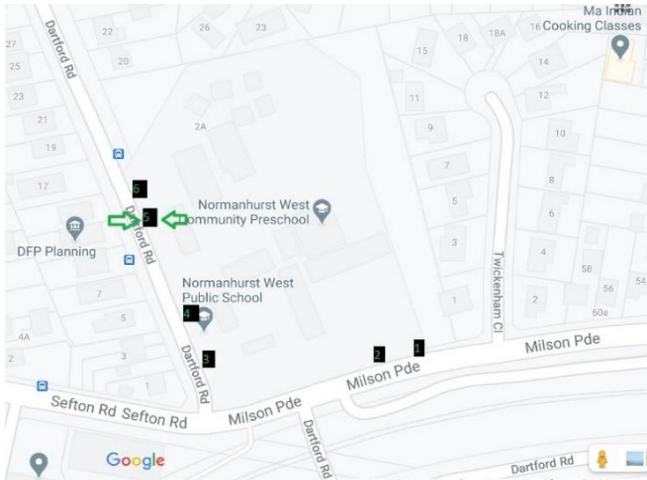 Dartford Rd
22
26
23
20
27
25
23
21
19
17
2A
15
18
18A
16
Ma Indian
Cooking Classes
14
12
11
9
10
7
5
3
8
6
4
58
56
54
60a
2
1
6
5
Dartford Rd
Normanhurst West
Community Preschool
DFP Planning
Normanhurst West
Public School
4
3
2
1
7
5
3
1
4A
2
Dartford Rd
Twickenham Cl
Milson Pde
Milson Pde
Milson Pde
Sefton Rd
Sefton Rd
Dartford Rd
Dartford Rd
Google